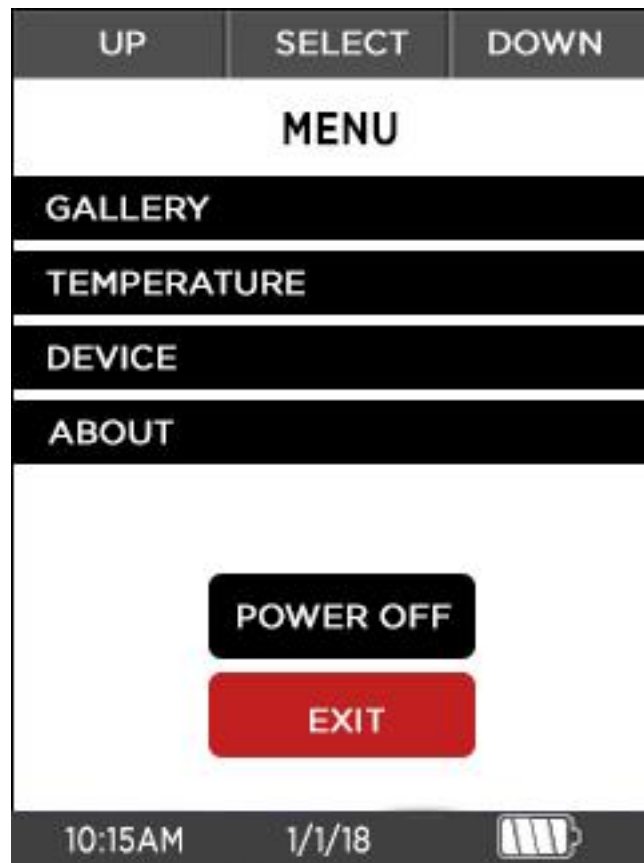 UP SELECT DOWN
MENU
GALLERY
TEMPERATURE
DEVICE
ABOUT
POWER OFF
EXIT
10:15AM 1/1/18